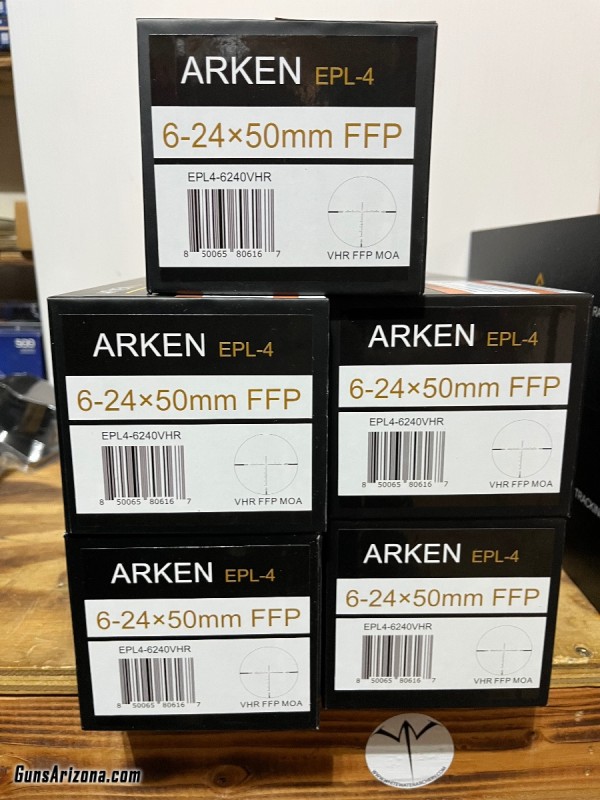 ARKEN EPL-4
6-24×50mm FFP
EPL4-6240VHR
8 50065 80616 7
VHR FFP MOA
ARKEN EPL-4
6-24×50mm FFP
EPL4-6240VHR
8 50065 80616 7
VHR FFP MOA
ARKEN EPL-4
6-24×50mm FFP
EPL4-6240VHR
8 50065 80616 7
VHR FFP MOA
ARKEN EPL-4
6-24×50mm FFP
EPL4-6240VHR
8 50065 80616 7
VHR FFP MOA
ARKEN EPL-4
6-24×50mm FFP
EPL4-6240VHR
8 50065 80616 7
VHR FFP MOA
GunsArizona.com